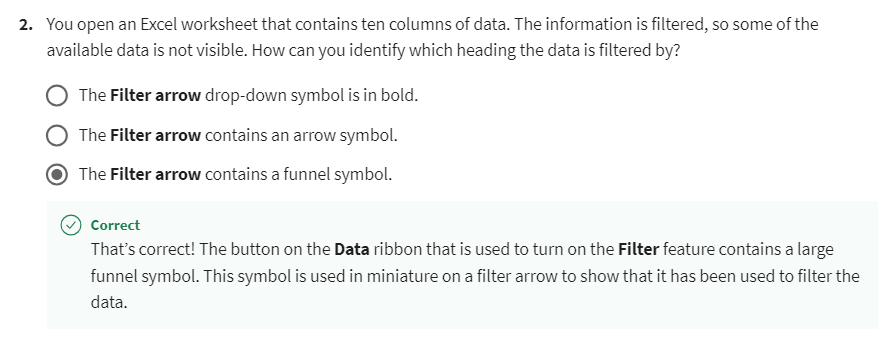 2. You open an Excel worksheet that contains ten columns of data. The information is filtered, so some of the
available data is not visible. How can you identify which heading the data is filtered by?
The Filter arrow drop-down symbol is in bold.
The Filter arrow contains an arrow symbol.
The Filter arrow contains a funnel symbol.
Correct
That’s correct! The button on the Data ribbon that is used to turn on the Filter feature contains a large
funnel symbol. This symbol is used in miniature on a filter arrow to show that it has been used to filter the
data.